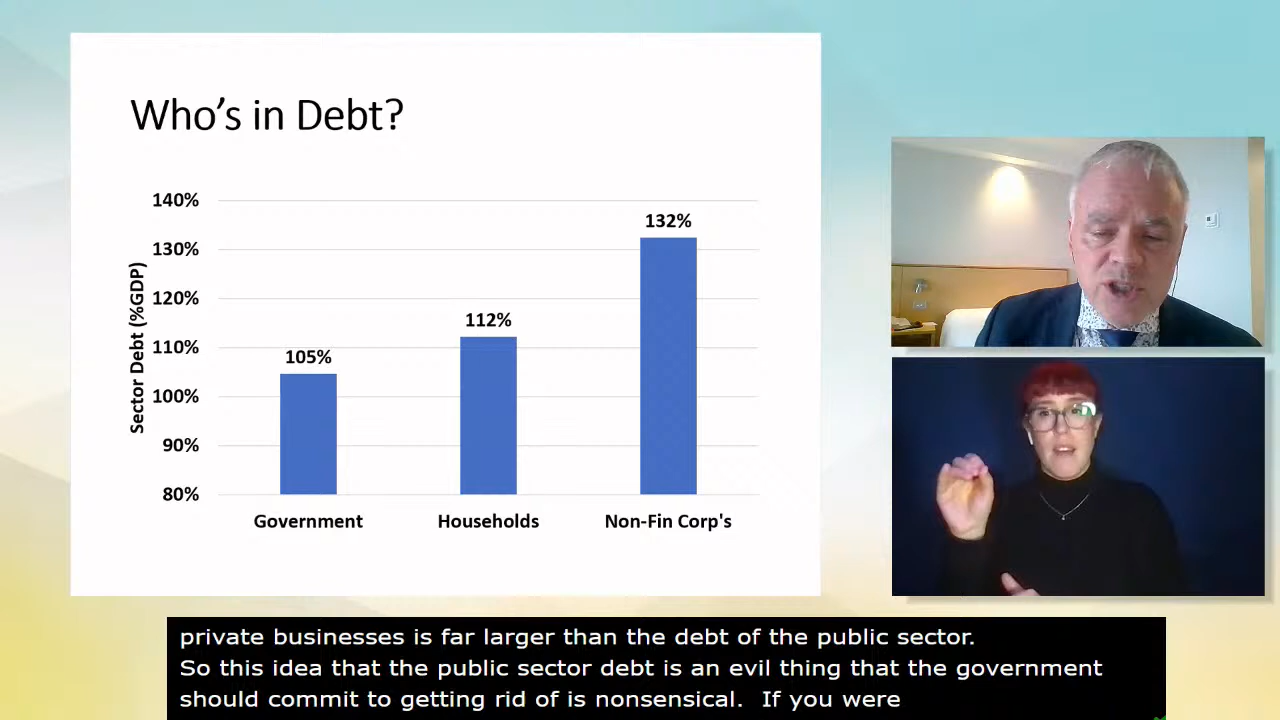 Who's in Debt?
Sector Debt (%GDP)
140%
130%
120%
110%
100%
90%
80%
105%
112%
132%
Government
Households
Non-Fin Corp's
private businesses is far larger than the debt of the public sector.
So this idea that the public sector debt is an evil thing that the government
should commit to getting rid of is nonsensical.  If you were